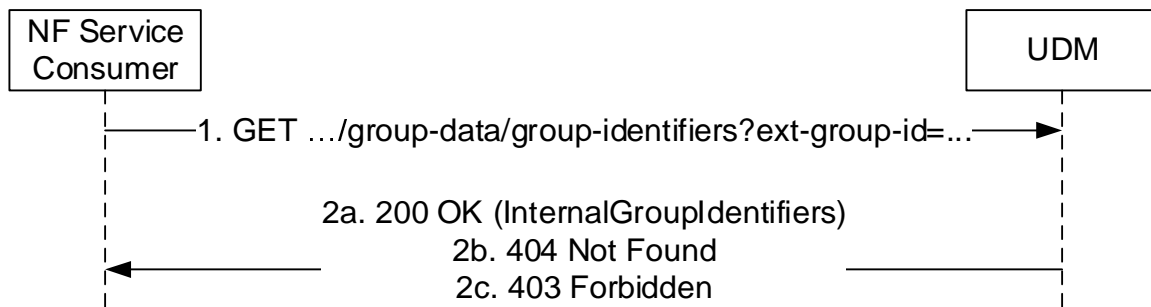 NF Service
Consumer
UDM
1. GET …/group-data/group-identifiers?ext-group-id=...
2a. 200 OK (InternalGroupIdentifiers)
2b. 404 Not Found
2c. 403 Forbidden